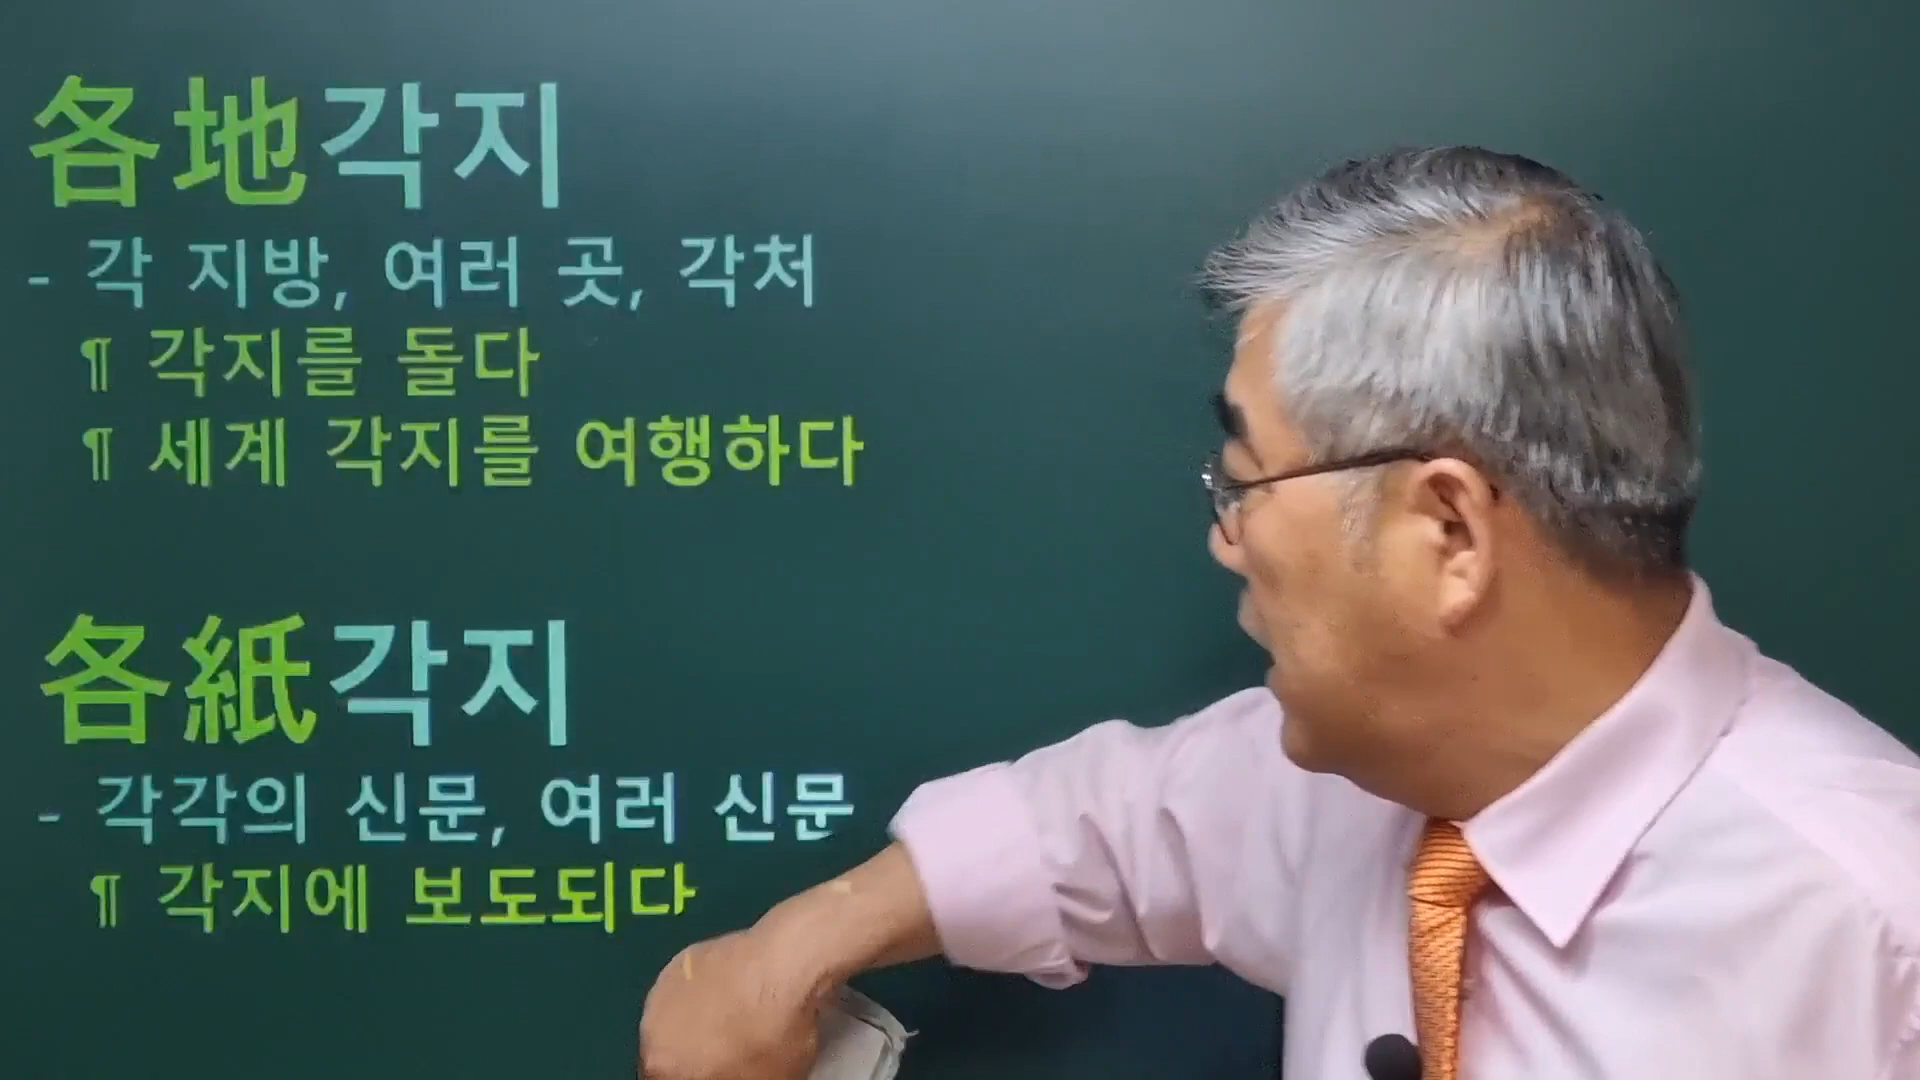 各地각지
- 각 지방, 여러 곳, 각처
¶ 각지를 돌다
¶ 세계 각지를 여행하다
各紙각지
- 각각의 신문, 여러 신문
¶ 각지에 보도되다